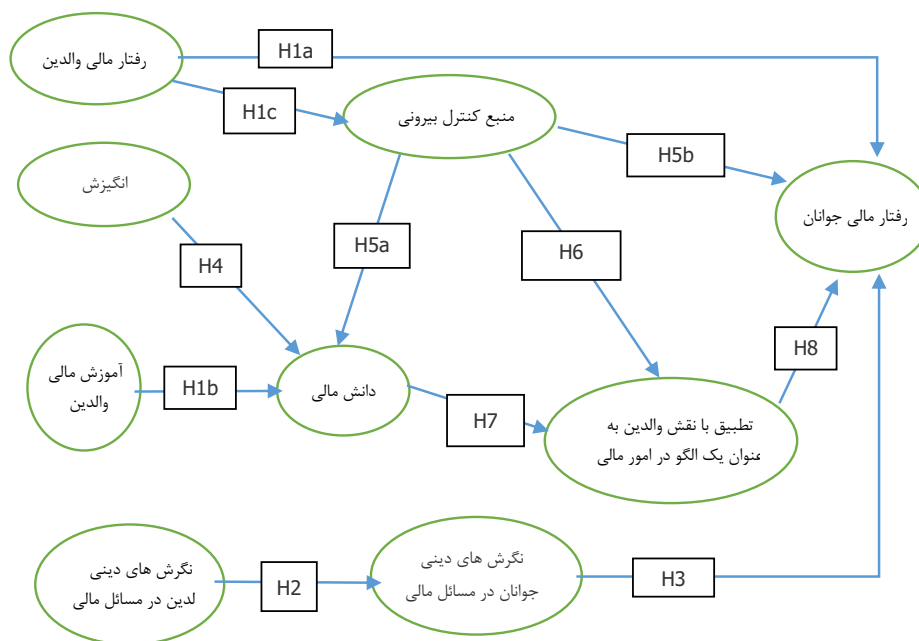 رفتار مالی والدین
H1a
H1c
منبع کنترل بیرونی
H5b
رفتار مالی جوانان
انگیزش
H4
H5a
H6
آموزش مالی
والدین
H1b
دانش مالی
H7
H8
تطبیق با نقش والدین به
عنوان یک الگو در امور مالی
نگرش های دینی
لدین در مسائل مالی
H2
نگرش های دینی
جوانان در مسائل مالی
H3